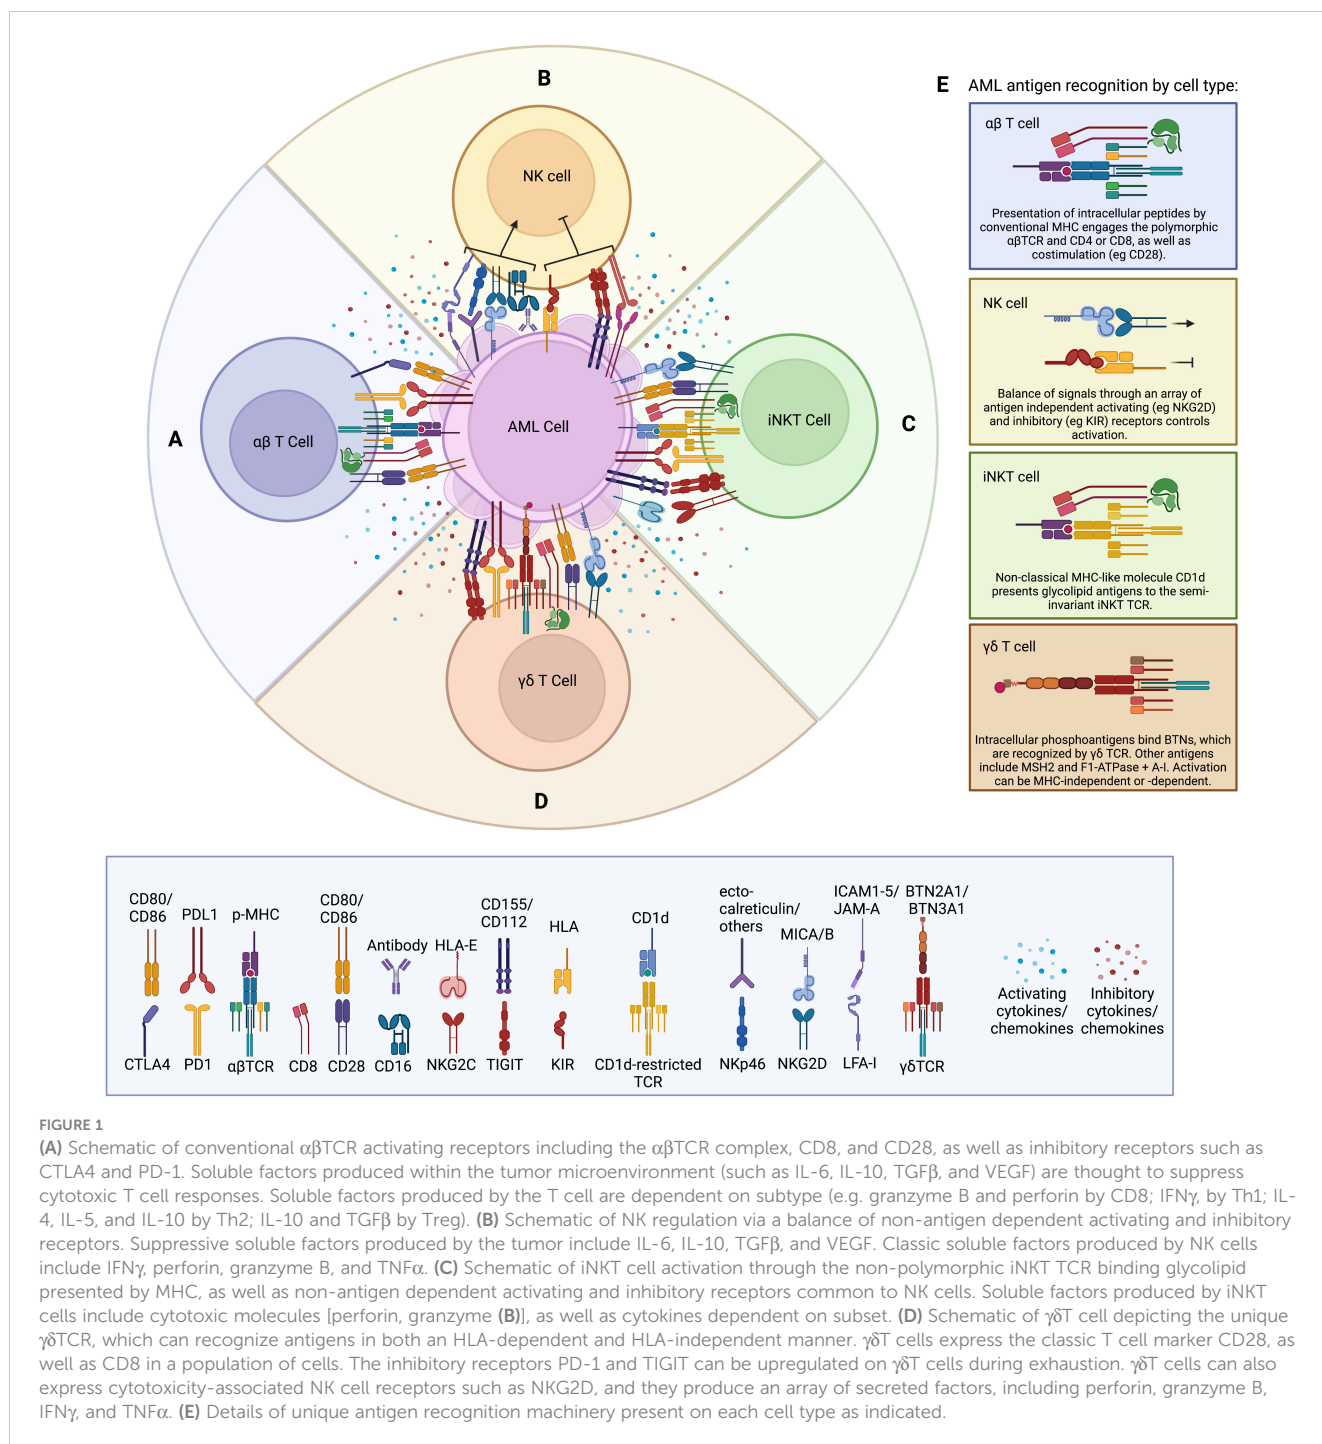 B
NK cell
A
αβ T Cell
AML Cell
iNKT Cell
C
γδ T Cell
D
E AML antigen recognition by cell type:
αβ T cell
Presentation of intracellular peptides by
conventional MHC engages the polymorphic
αβTCR and CD4 or CD8, as well as
costimulation (eg CD28).
NK cell
Balance of signals through an array of
antigen independent activating (eg NKG2D)
and inhibitory (eg KIR) receptors controls
activation.
iNKT cell
Non-classical MHC-like molecule CD1d
presents glycolipid antigens to the semi-
invariant iNKT TCR.
γδ T cell
Intracellular phosphoantigens bind BTNs, which
are recognized by γδ TCR. Other antigens
include MSH2 and F1-ATPase + A-I. Activation
can be MHC-independent or -dependent.
CD80/
CD86
PDL1
p-MHC
CD80/
CD86
Antibody
HLA-E
CD155/
CD112
HLA
CD1d
ecto-
calreticulin/
others
MICA/B
ICAM1-5/
JAM-A
BTN2A1/
BTN3A1
CTLA4
PD1
αβTCR
CD8
CD28
CD16
NKG2C
TIGIT
KIR
CD1d-restricted
TCR
NKp46
NKG2D
LFA-I
γδTCR
Activating
cytokines/
chemokines
Inhibitory
cytokines/
chemokines
FIGURE 1
(A) Schematic of conventional αβTCR activating receptors including the αβTCR complex, CD8, and CD28, as well as inhibitory receptors such as
CTLA4 and PD-1. Soluble factors produced within the tumor microenvironment (such as IL-6, IL-10, TGFβ, and VEGF) are thought to suppress
cytotoxic T cell responses. Soluble factors produced by the T cell are dependent on subtype (e.g. granzyme B and perforin by CD8; IFNγ, by Th1; IL-
4, IL-5, and IL-10 by Th2; IL-10 and TGFβ by Treg). (B) Schematic of NK regulation via a balance of non-antigen dependent activating and inhibitory
receptors. Suppressive soluble factors produced by the tumor include IL-6, IL-10, TGFβ, and VEGF. Classic soluble factors produced by NK cells
include IFNγ, perforin, granzyme B, and TNFα. (C) Schematic of iNKT cell activation through the non-polymorphic iNKT TCR binding glycolipid
presented by MHC, as well as non-antigen dependent activating and inhibitory receptors common to NK cells. Soluble factors produced by iNKT
cells include cytotoxic molecules [perforin, granzyme (B)], as well as cytokines dependent on subset. (D) Schematic of γδT cell depicting the unique
γδTCR, which can recognize antigens in both an HLA-dependent and HLA-independent manner. γδT cells express the classic T cell marker CD28, as
well as CD8 in a population of cells. The inhibitory receptors PD-1 and TIGIT can be upregulated on γδT cells during exhaustion. γδT cells can also
express cytotoxicity-associated NK cell receptors such as NKG2D, and they produce an array of secreted factors, including perforin, granzyme B,
IFNγ, and TNFα. (E) Details of unique antigen recognition machinery present on each cell type as indicated.